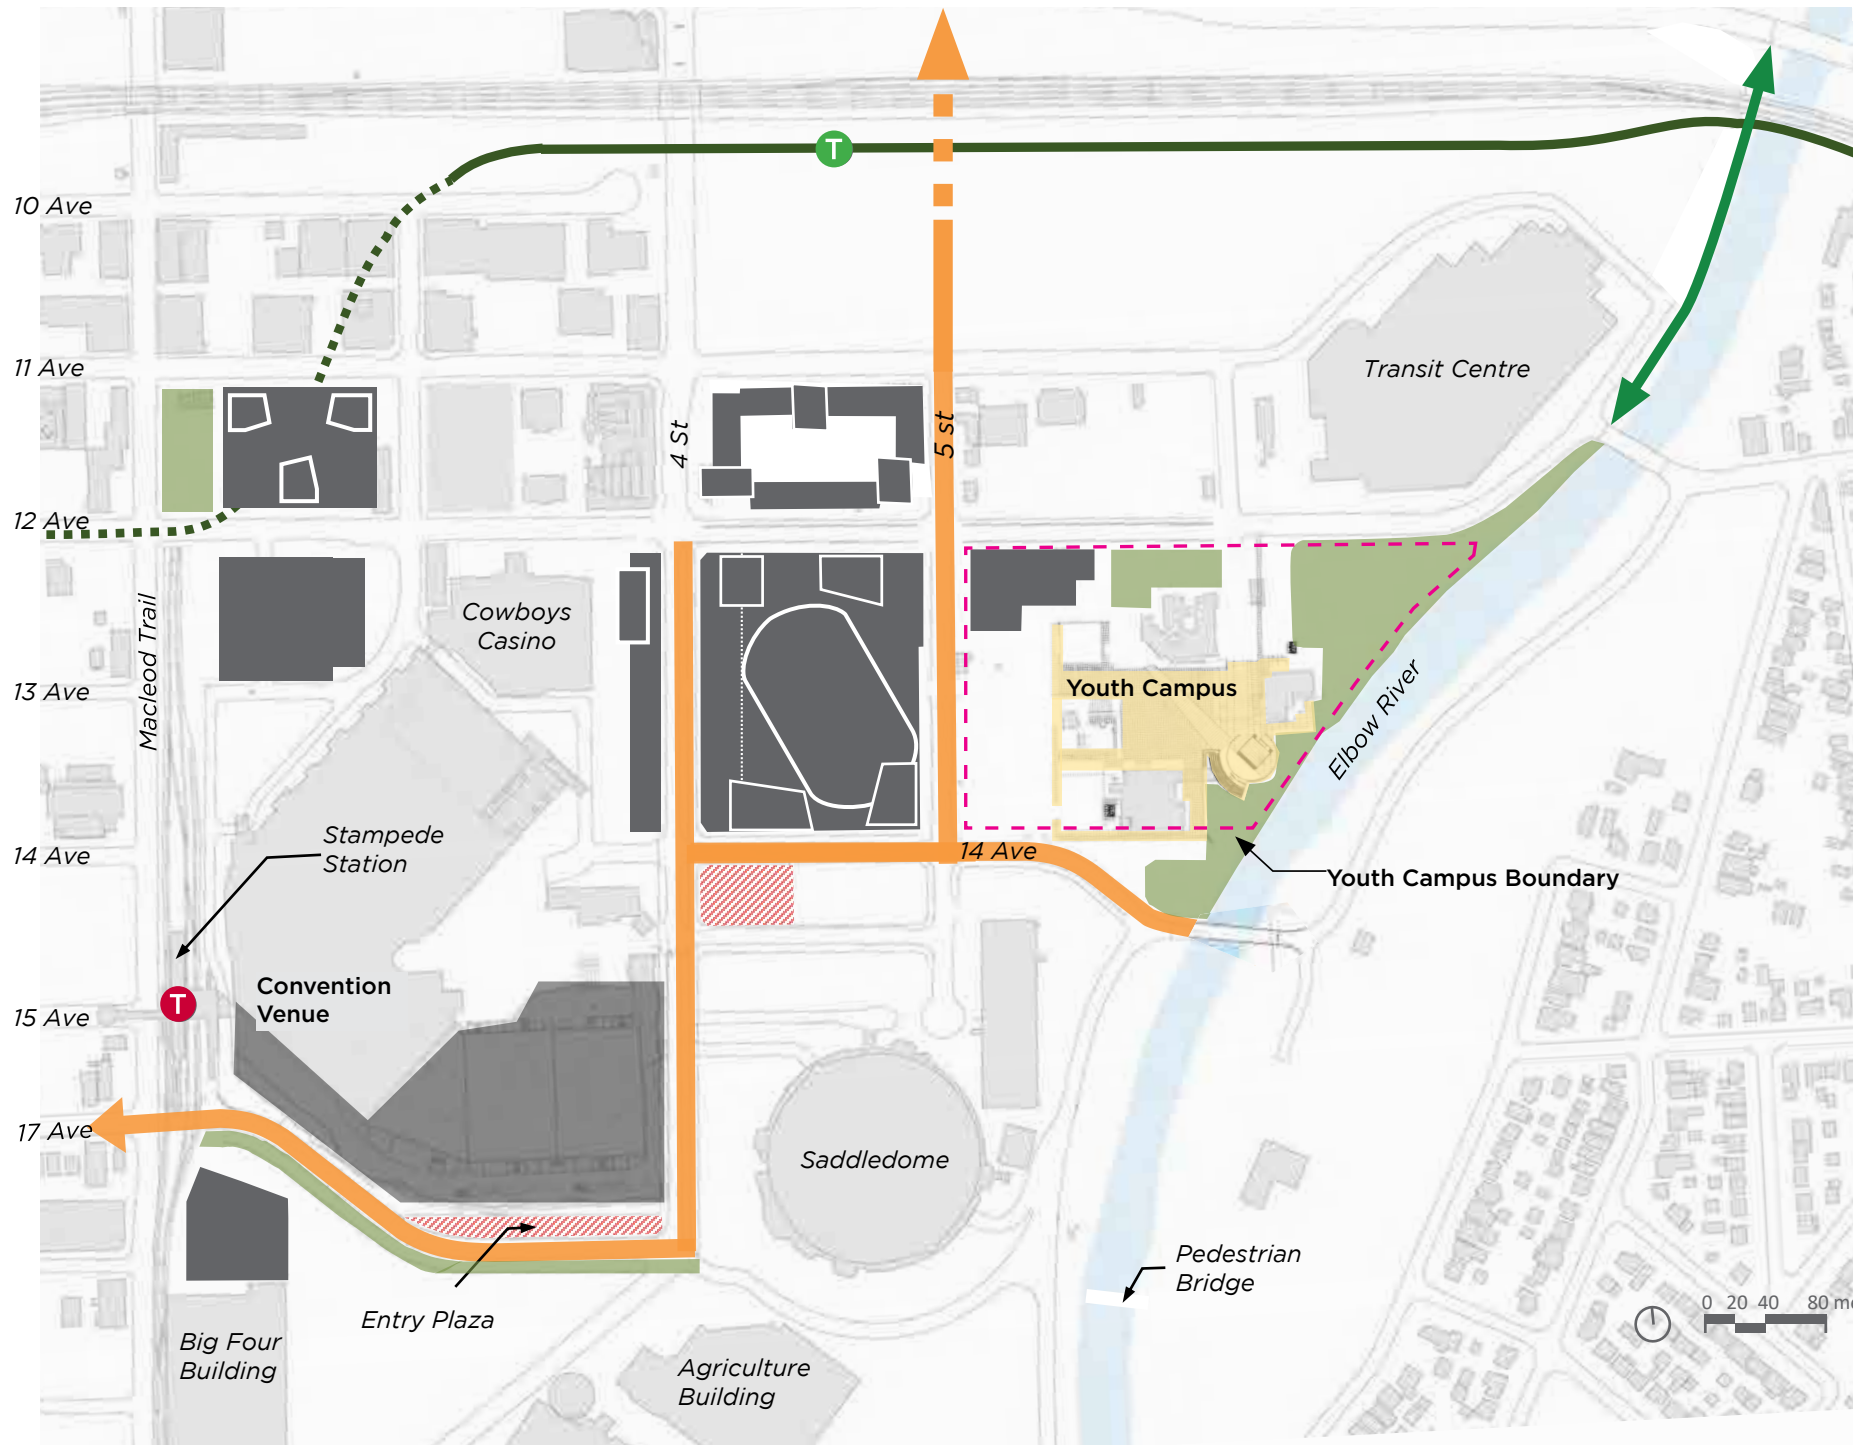 T
10 Ave
11 Ave
Transit Centre
4 St
5 st
12 Ave
Cowboys
Casino
Macleod Trail
13 Ave
Youth Campus
Elbow River
Stampede
Station
14 Ave
14 Ave
Youth Campus Boundary
Convention
Venue
T
15 Ave
17 Ave
Saddledome
Pedestrian
Bridge
0 20 40 80 me
Entry Plaza
Big Four
Building
Agriculture
Building